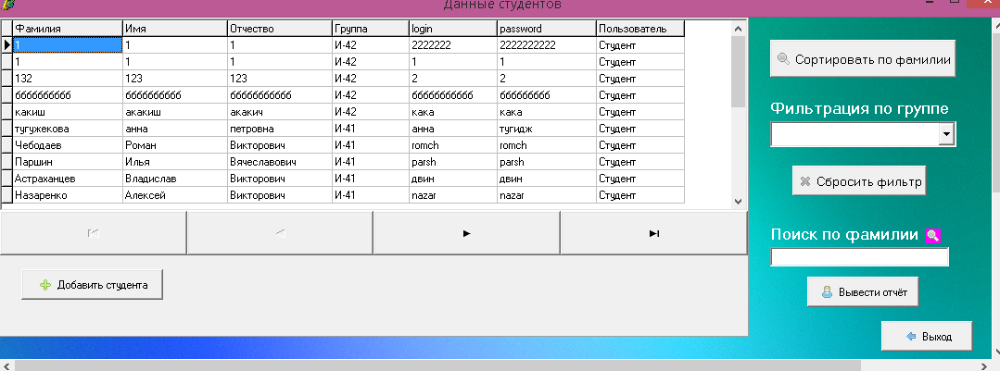 Данные студентов
Фамилия Имя Отчество Группа login password Пользователь
1 1 1 И-42 2222222 2222222222 Студент
1 1 1 И-42 1 1 Студент
132 123 123 И-42 2 2 Студент
6666666666 6666666666 66666666666 И-42 66666666666 666666666 Студент
какиш акакиш акакич И-42 кака кака Студент
тугужекова анна петровна И-41 анна тугидж Студент
Чебодаев Роман Викторович И-41 romch romch Студент
Паршин Илья Вячеславович И-41 parsh parsh Студент
Астраханцев Владислав Викторович И-41 двин двин Студент
Назаренко Алексей Викторович И-41 nazar nazar Студент
Добавить студента
Сортировать по фамилии
Фильтрация по группе
Сбросить фильтр
Поиск по фамилии
Вывести отчёт
Выход